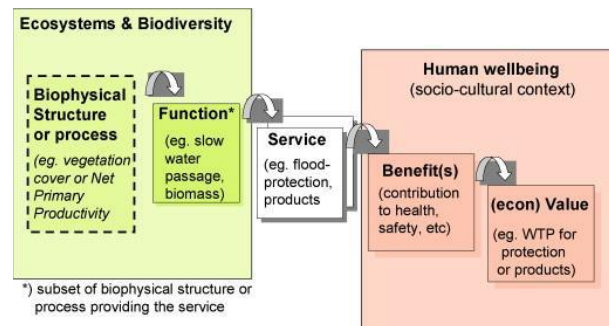 Ecosystems & Biodiversity
Biophysical
Structure
or process
(eg. vegetation
cover or Net
Primary
Productivity
Function*
(eg. slow
water
passage,
biomass)
Service
(eg. flood-
protection,
products
Human wellbeing
(socio-cultural context)
Benefit(s)
(contribution
to health,
safety, etc)
(econ) Value
(eg. WTP for
protection
or products)
*) subset of biophysical structure or
process providing the service